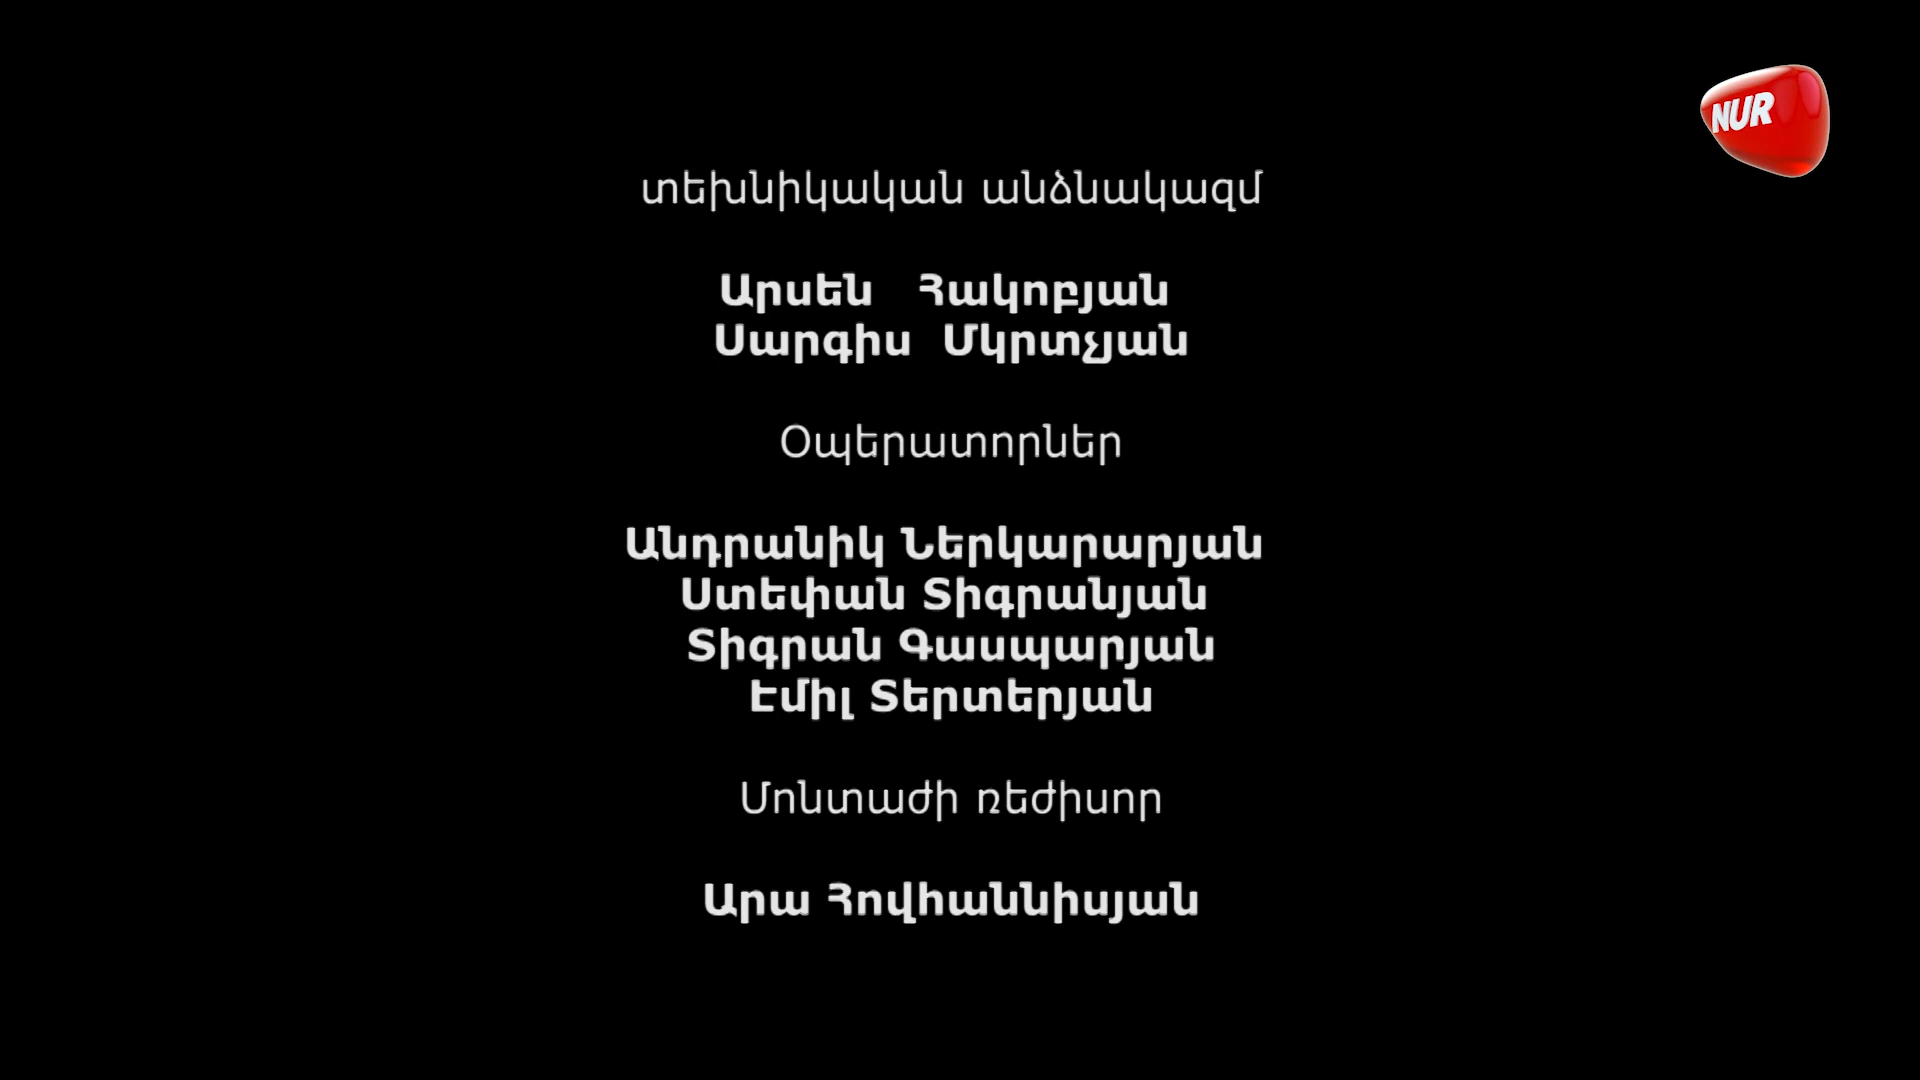 NUR
տեխնիկական անձնակազմ
Արսեն Հակոբյան
Սարգիս Մկրտչյան
Օպերատորներ
Անդրանիկ Ներկարարյան
Ստեփան Տիգրանյան
Տիգրան Գասպարյան
Էմիլ Տերտերյան
Մոնտաժի ռեժիսոր
Արա Հովհաննիսյան